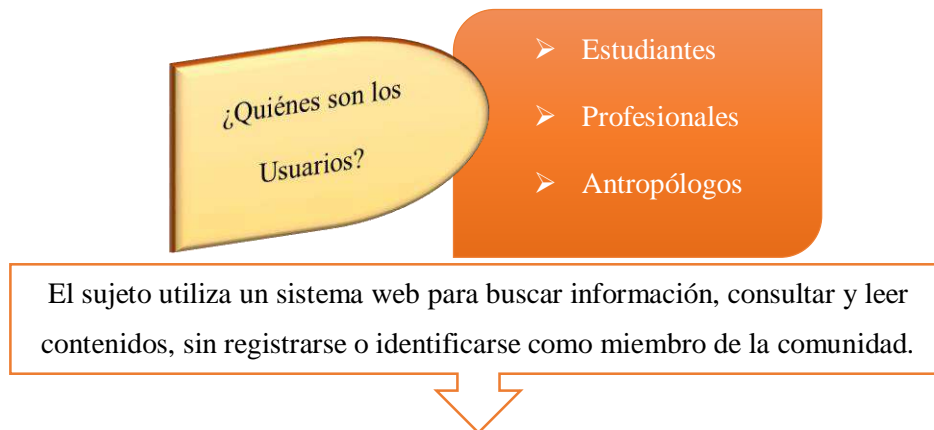 ¿Quiénes son los
Usuarios?
➢ Estudiantes
➢ Profesionales
➢ Antropólogos
El sujeto utiliza un sistema web para buscar información, consultar y leer
contenidos, sin registrarse o identificarse como miembro de la comunidad.